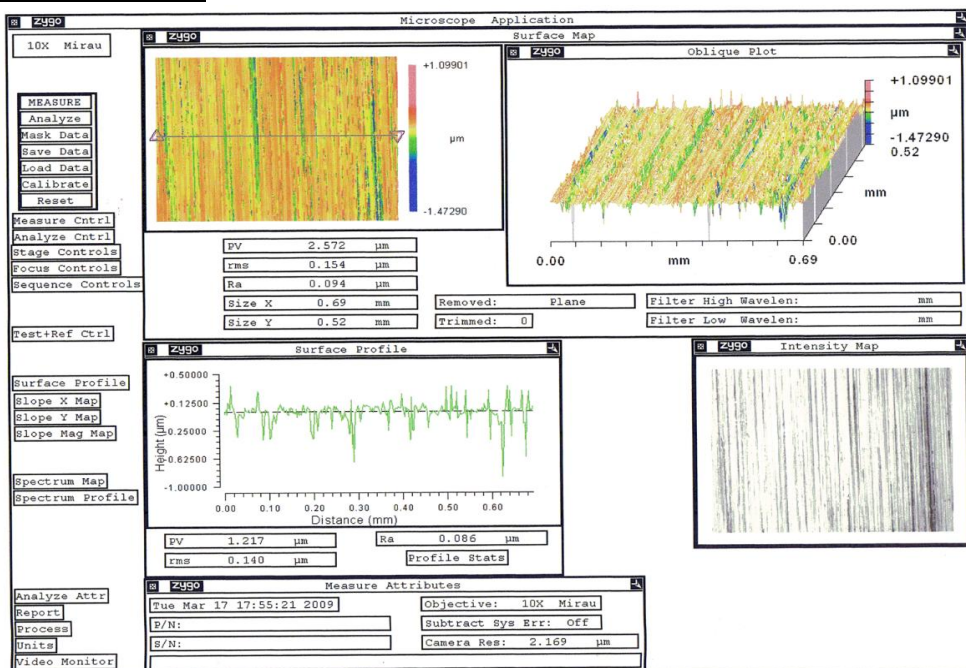 zygo Microscope Application
10X Mirau
MEASURE
Analyze
Mask Data
Save Data
Load Data
Calibrate
Reset
Measure Cntrl
Analyze Cntrl
Stage Controls
Focus Controls
Sequence Controls
Test+Ref Ctrl
Surface Profile
Slope X Map
Slope Y Map
Slope Mag Map
Spectrum Map
Spectrum Profile
Analyze Attr
Report
Process
Units
Video Monitor
zygo Surface Map
+1.09901
µm
-1.47290
PV 2.572 µm
rms 0.154 µm
Ra 0.094 µm
Size X 0.69 mm
Size Y 0.52 mm
zygo Oblique Plot
+1.09901
µm
-1.47290
0.52
mm
0.00
0.00 mm 0.69
Removed: Plane
Trimmed: 0
Filter High Wavelen: mm
Filter Low Wavelen: mm
zygo Surface Profile
+0.50000
+0.12500
-0.25000
-0.62500
-1.00000
Height (µm)
0.00 0.10 0.20 0.30 0.40 0.50 0.60
Distance (mm)
PV 1.217 µm
rms 0.140 µm
Ra 0.086 µm
Profile Stats
zygo Intensity Map
zygo Measure Attributes
Tue Mar 17 17:55:21 2009
P/N:
S/N:
Objective: 10X Mirau
Subtract Sys Err: Off
Camera Res: 2.169 µm